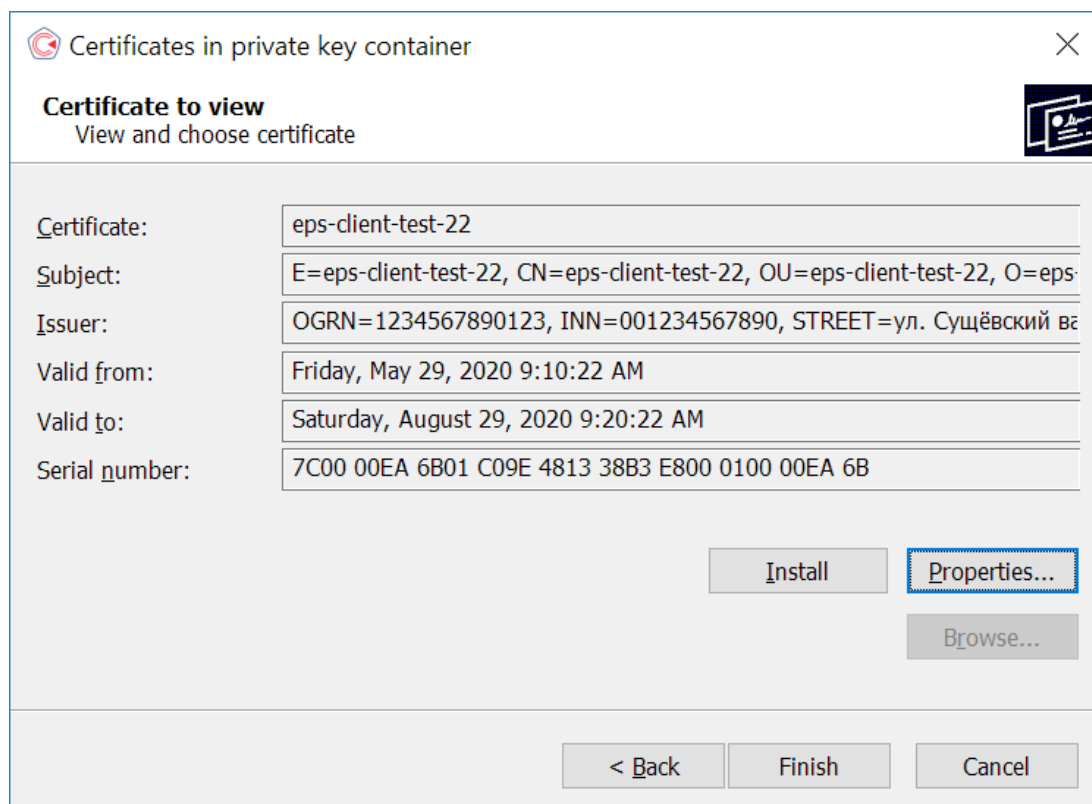 Certificates in private key container
Certificate to view
View and choose certificate
Certificate: eps-client-test-22
Subject: E=eps-client-test-22, CN=eps-client-test-22, OU=eps-client-test-22, O=eps-
Issuer: OGRN=1234567890123, INN=001234567890, STREET=ул. Сущёвский ва
Valid from: Friday, May 29, 2020 9:10:22 AM
Valid to: Saturday, August 29, 2020 9:20:22 AM
Serial number: 7C00 00EA 6B01 C09E 4813 38B3 E800 0100 00EA 6B
Install Properties...
Browse...
< Back Finish Cancel